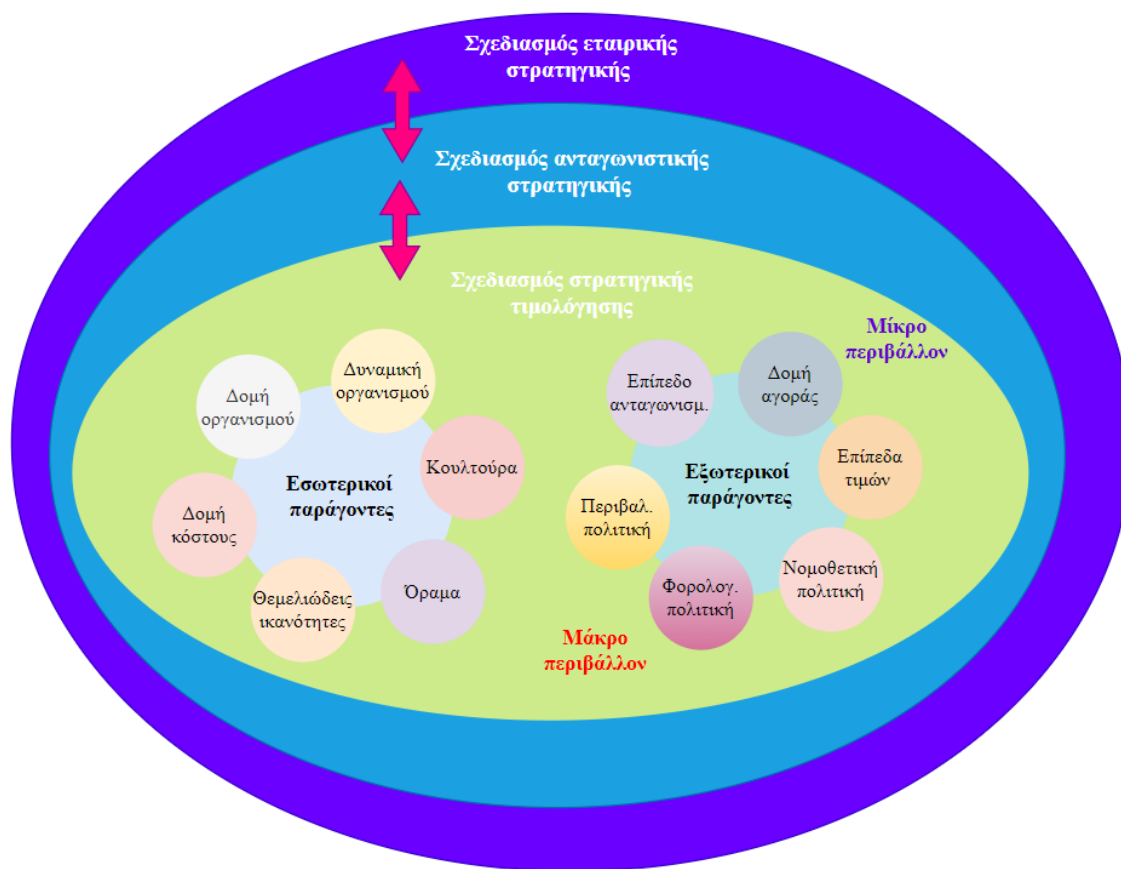 Σχεδιασμός εταιρικής
στρατηγικής
Σχεδιασμός ανταγωνιστικής
στρατηγικής
Σχεδιασμός στρατηγικής
τιμολόγησης
Μίκρο
περιβάλλον
Δομή
οργανισμού
Δυναμική
οργανισμού
Κουλτούρα
Εσωτερικοί
παράγοντες
Δομή
κόστους
Θεμελιώδεις
ικανότητες
Όραμα
Επίπεδο
ανταγωνισμ.
Δομή
αγοράς
Επίπεδα
τιμών
Εξωτερικοί
παράγοντες
Περιβαλ.
πολιτική
Φορολογ.
πολιτική
Νομοθετική
πολιτική
Μάκρο
περιβάλλον